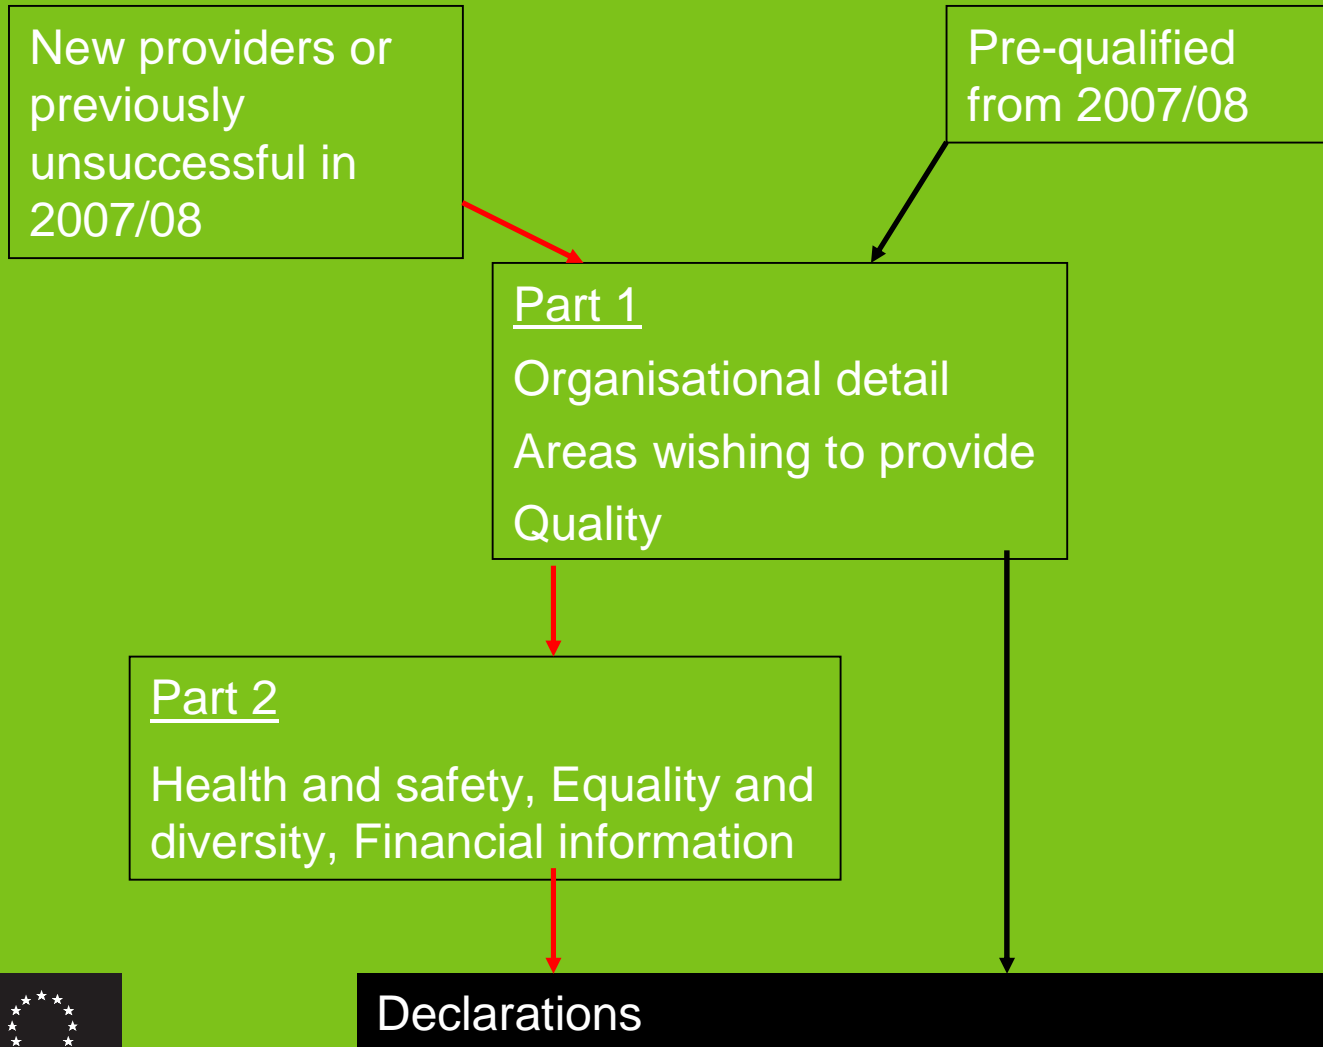 New providers or
previously
unsuccessful in
2007/08
Pre-qualified
from 2007/08
Part 1
Organisational detail
Areas wishing to provide
Quality
Part 2
Health and safety, Equality and
diversity, Financial information
Declarations